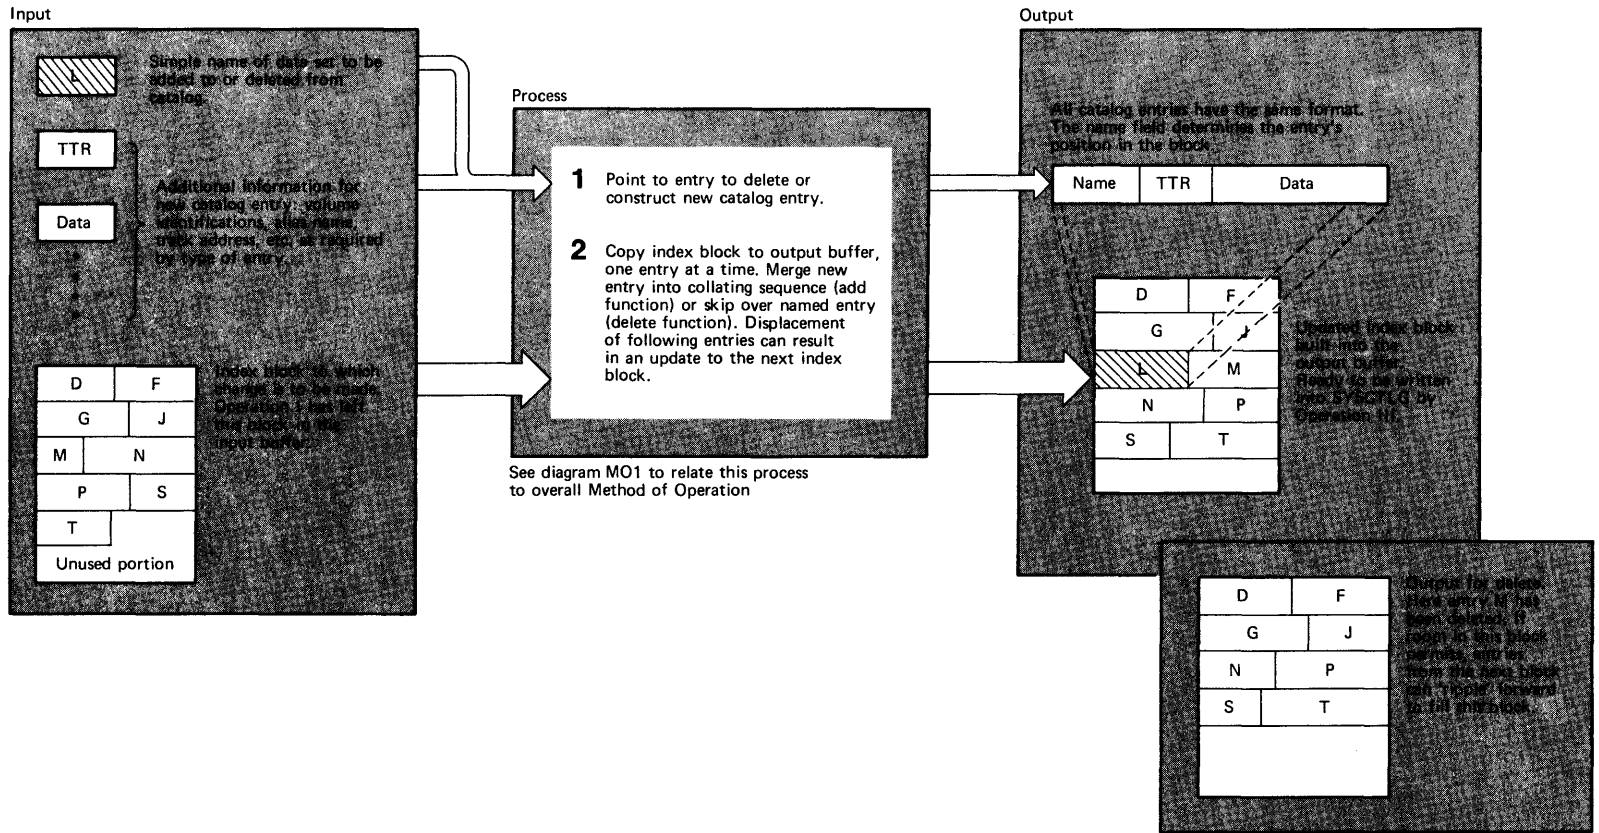 Input
L
Simple name of data set to be
added to or deleted from
catalog.
TTR
Additional information for
new catalog entry: volume
identifications, alias name,
track address, etc. as required
by type of entry.
Data
Index block to which
change is to be made.
Operation I has left
this block in the
input buffer.
D F
G J
M N
P S
T
Unused portion
Process
1 Point to entry to delete or
construct new catalog entry.
2 Copy index block to output buffer,
one entry at a time. Merge new
entry into collating sequence (add
function) or skip over named entry
(delete function). Displacement
of following entries can result
in an update to the next index
block.
See diagram MO1 to relate this process
to overall Method of Operation
Output
All catalog entries have the same format.
The name field determines the entry's
position in the block.
Name TTR Data
D F
G J
L M
N P
S T
Updated index block
built into the
output buffer.
Ready to be written
into SYSCTLG by
Operation III.
D F
G J
N P
S T
Output for delete.
Here entry M has
been deleted. If
room in this block
permits, entries
from the next block
can 'ripple' forward
to fill this block.